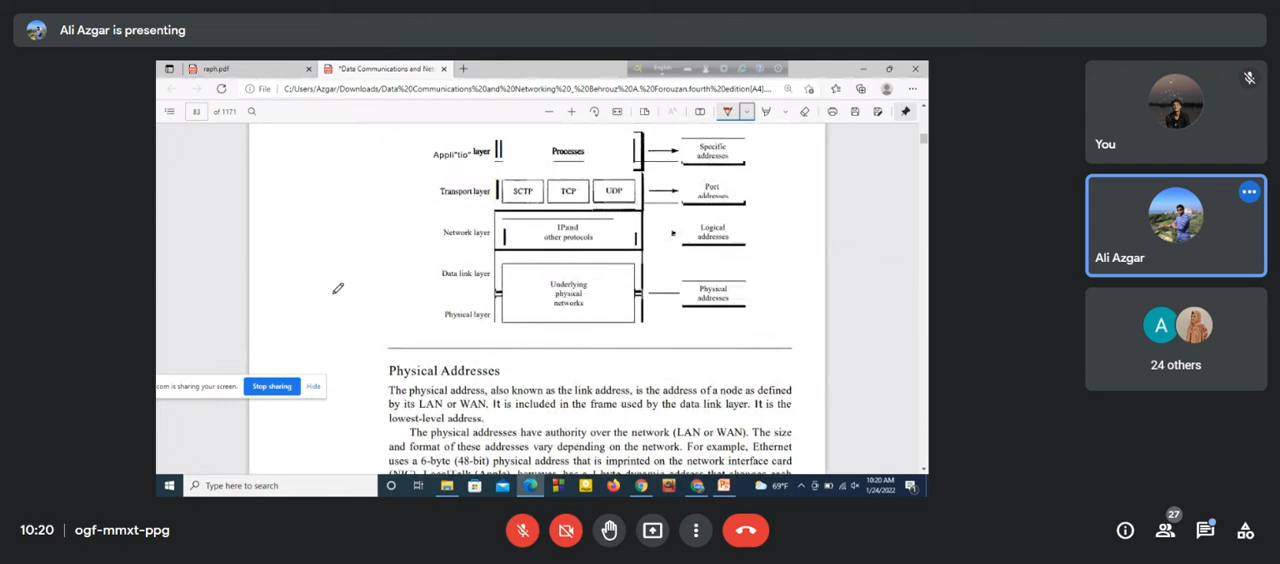 Ali Azgar is presenting
raph.pdf
*Data Communications and Net
English
File
C:/Users/Azgar/Downloads/Data%20Communications%20and%20Networking%20_%20Behrouz%20A.%20Forouzan.fourth%20edition[A4]....
83 of 1171
Appli"tio" layer
Processes
Specific
addresses
Transport layer
SCTP
TCP
UDP
Port
addresses
Network layer
IPand
other protocols
Logical
addresses
Data link layer
Underlying
physical
networks
Physical
addresses
Physical layer
Physical Addresses
The physical address, also known as the link address, is the address of a node as defined
by its LAN or WAN. It is included in the frame used by the data link layer. It is the
lowest-level address.
The physical addresses have authority over the network (LAN or WAN). The size
and format of these addresses vary depending on the network. For example, Ethernet
uses a 6-byte (48-bit) physical address that is imprinted on the network interface card
com is sharing your screen.
Stop sharing
Hide
Type here to search
69°F
10:20 AM
1/24/2022
You
Ali Azgar
A
24 others
10:20 | ogf-mmxt-ppg
27